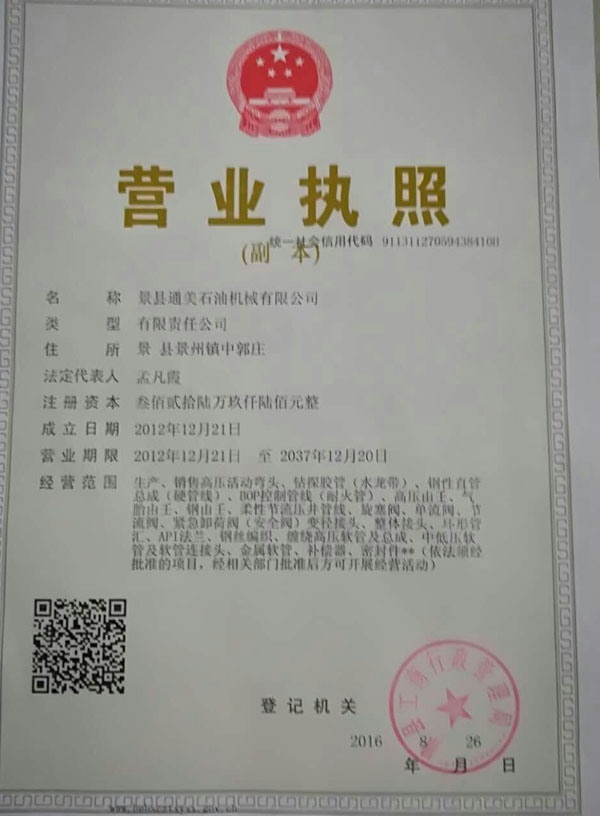 营业执照
(副 本)
统一社会信用代码 91131127059438410B
名 称 景县通美石油机械有限公司
类 型 有限责任公司
住 所 景 县景州镇中郭庄
法定代表人 孟凡霞
注册资本 叁佰贰拾陆万玖仟陆佰元整
成立日期 2012年12月21日
营业期限 2012年12月21日 至 2037年12月20日
经营范围 生产、销售高压活动弯头、钻探胶管（水龙带）、钢性直管
总成（硬管线）、BOP控制管线（耐火管）、高压由壬、气
胎由壬、钢由壬、柔性节流压井管线、旋塞阀、单流阀、节
流阀、紧急卸荷阀（安全阀）变径接头、整体接头、环形管
汇、API法兰、钢丝编织、缠绕高压软管及总成、中低压软
管及软管连接头、金属软管、补偿器、密封件**（依法须经
批准的项目，经相关部门批准后方可开展经营活动）
登记机关
景县工商行政管理局
2016 8 26
年 月 日